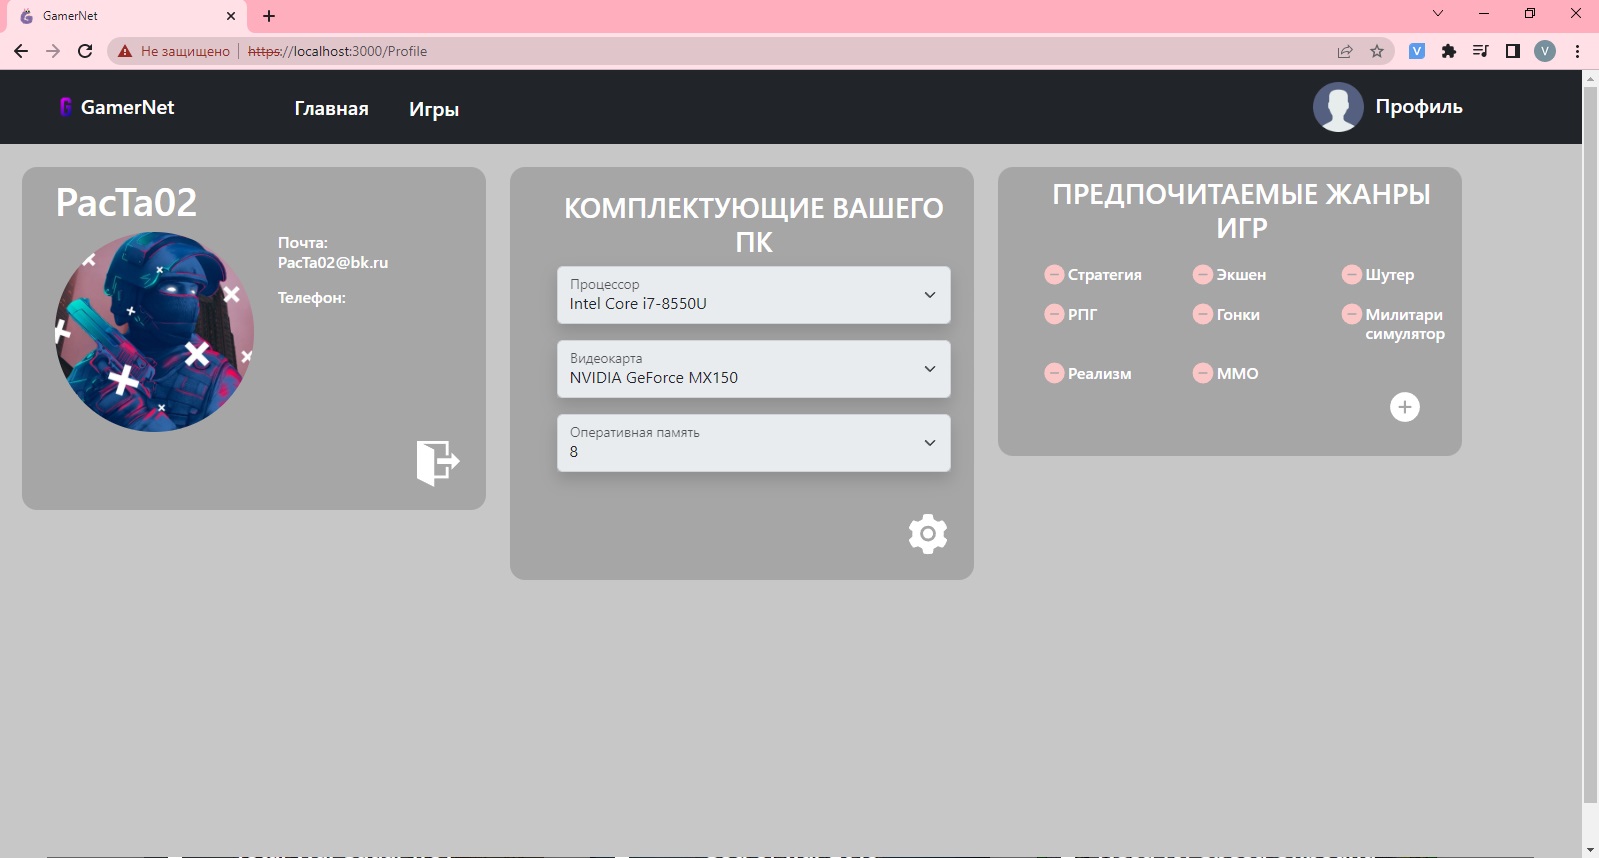 GamerNet
Не защищено
https://localhost:3000/Profile
V
V
GamerNet
Главная
Игры
Профиль
PacTa02
Почта:
PacTa02@bk.ru
Телефон:
КОМПЛЕКТУЮЩИЕ ВАШЕГО
ПК
Процессор
Intel Core i7-8550U
Видеокарта
NVIDIA GeForce MX150
Оперативная память
8
ПРЕДПОЧИТАЕМЫЕ ЖАНРЫ
ИГР
Стратегия
Экшен
Шутер
РПГ
Гонки
Милитари
симулятор
Реализм
ММО